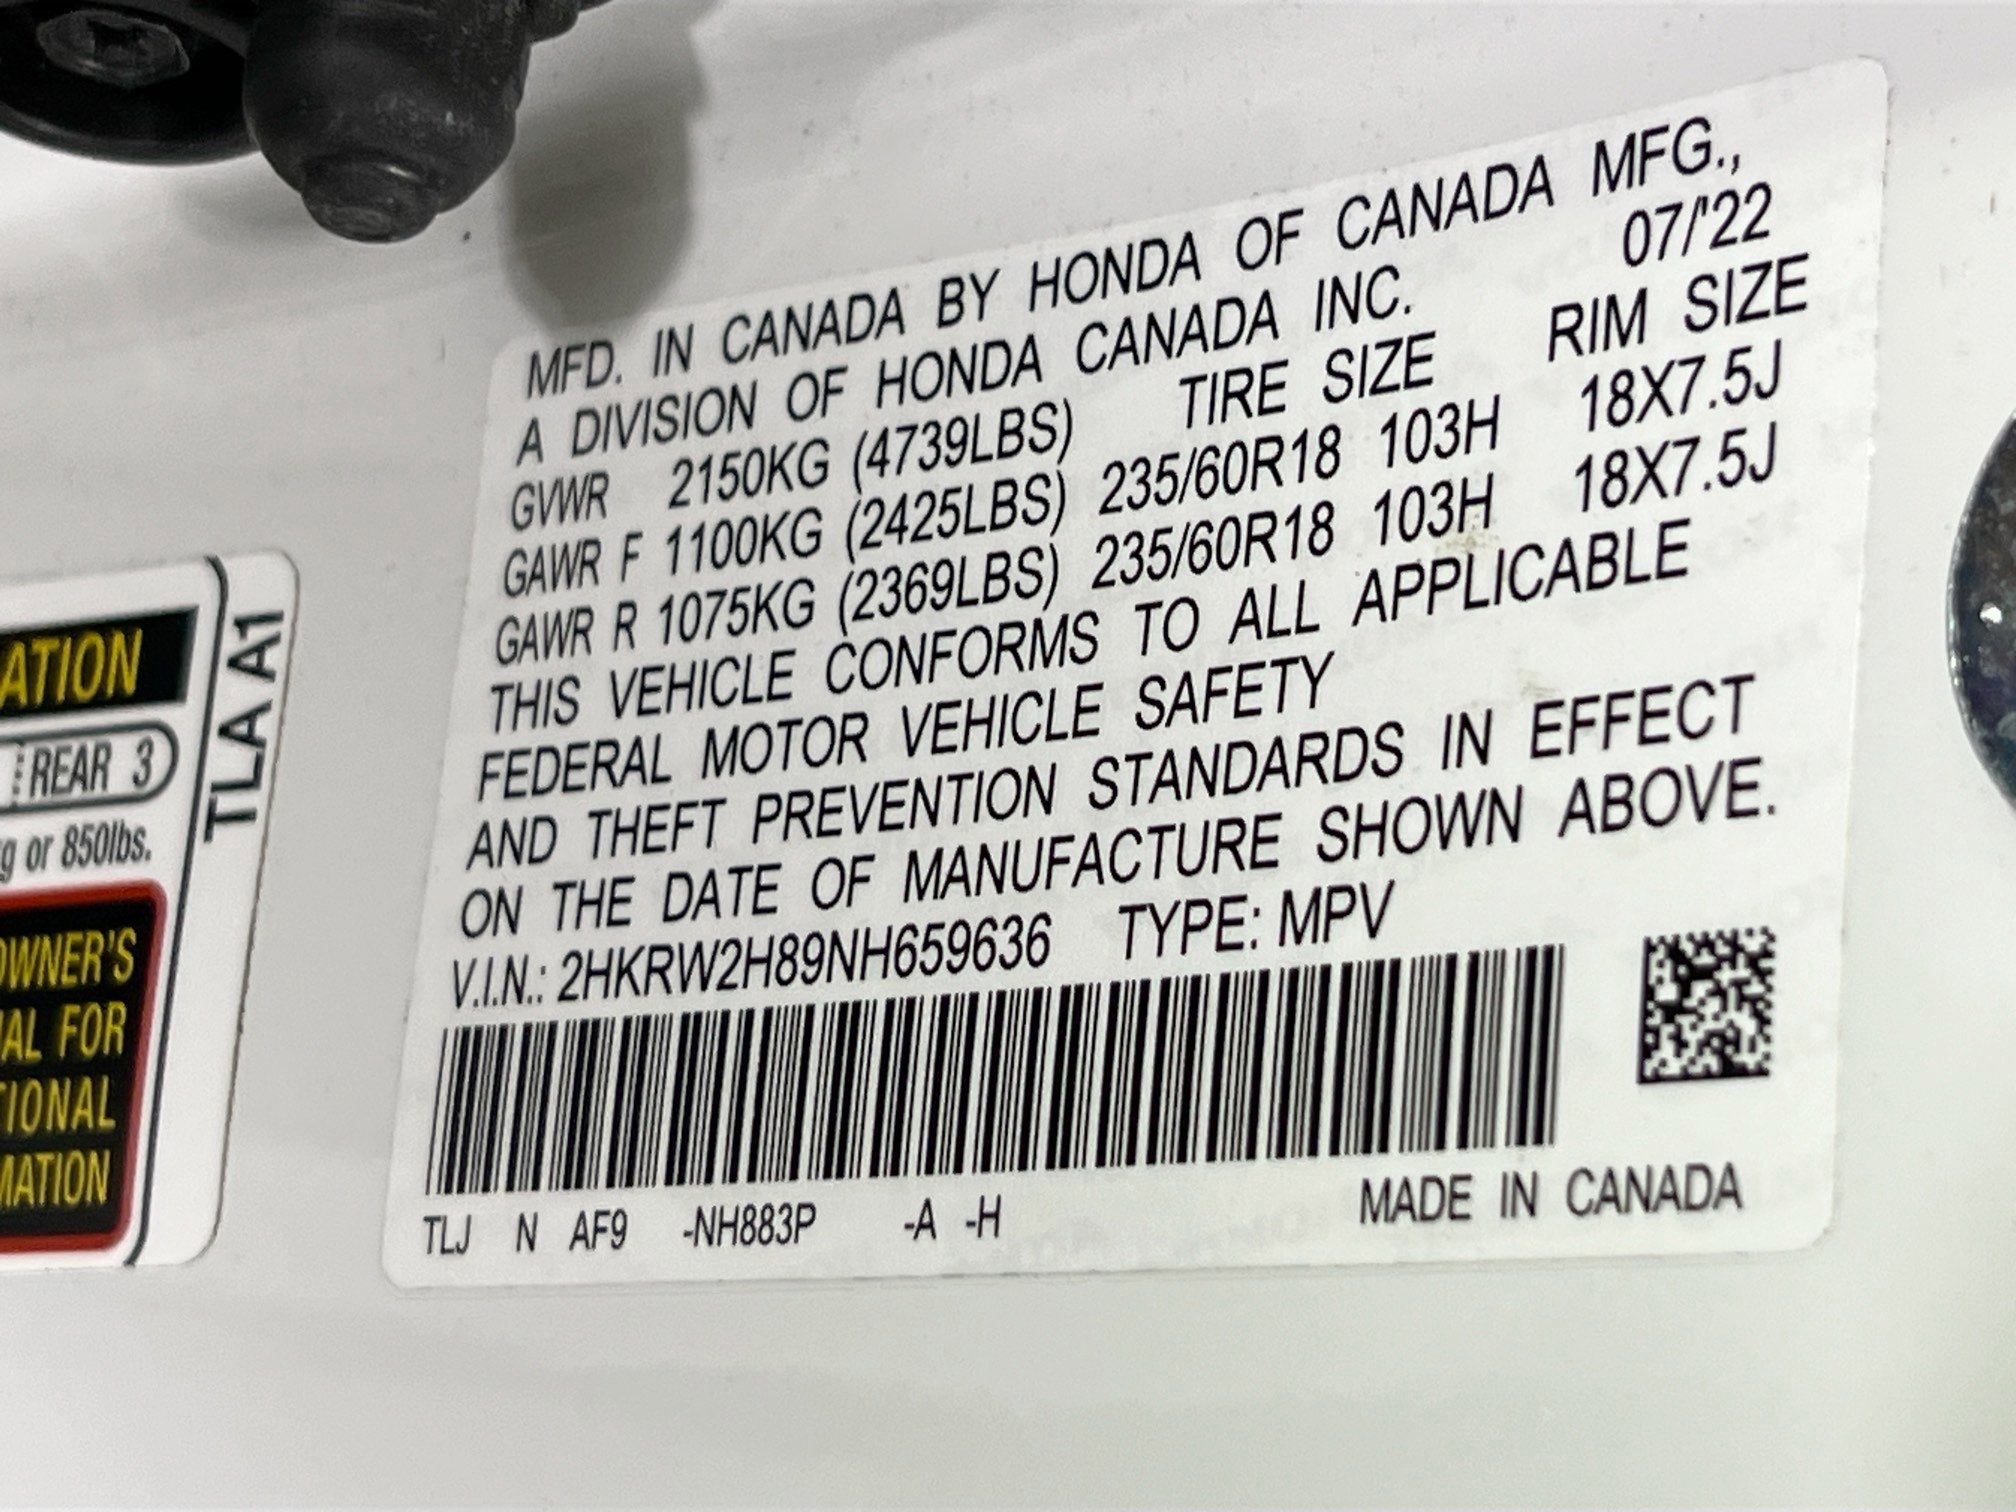 MFD. IN CANADA BY HONDA OF CANADA MFG.,
A DIVISION OF HONDA CANADA INC. 07/'22
GVWR 2150KG (4739LBS) TIRE SIZE RIM SIZE
GAWR F 1100KG (2425LBS) 235/60R18 103H 18X7.5J
GAWR R 1075KG (2369LBS) 235/60R18 103H 18X7.5J
THIS VEHICLE CONFORMS TO ALL APPLICABLE
FEDERAL MOTOR VEHICLE SAFETY
AND THEFT PREVENTION STANDARDS IN EFFECT
ON THE DATE OF MANUFACTURE SHOWN ABOVE.
V.I.N.: 2HKRW2H89NH659636 TYPE: MPV
TLJ N AF9 -NH883P -A -H MADE IN CANADA
ATION
REAR 3
g or 850lbs.
OWNER'S
AL FOR
TIONAL
MATION
TLA A1